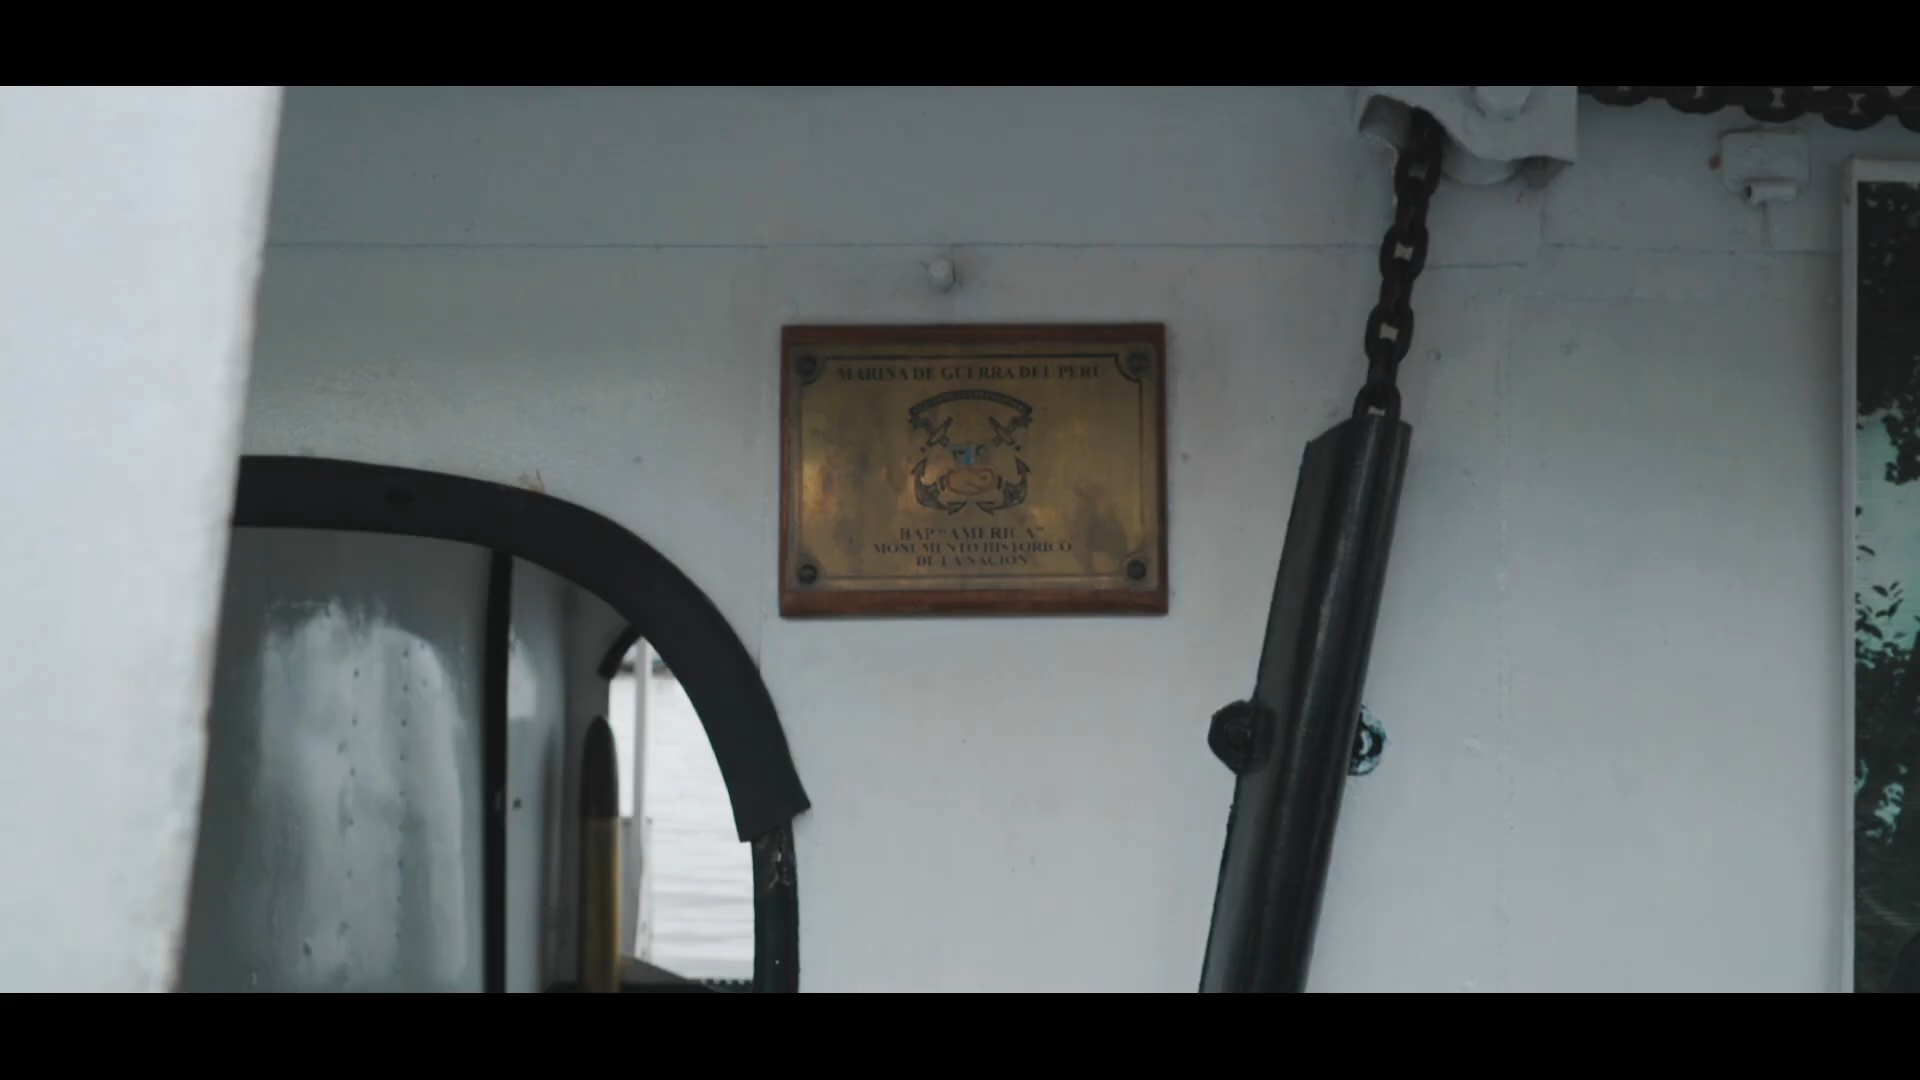 MARINA DE GUERRA DEL PERU
BAP "AMERICA"
MONUMENTO HISTORICO
DE LA NACION